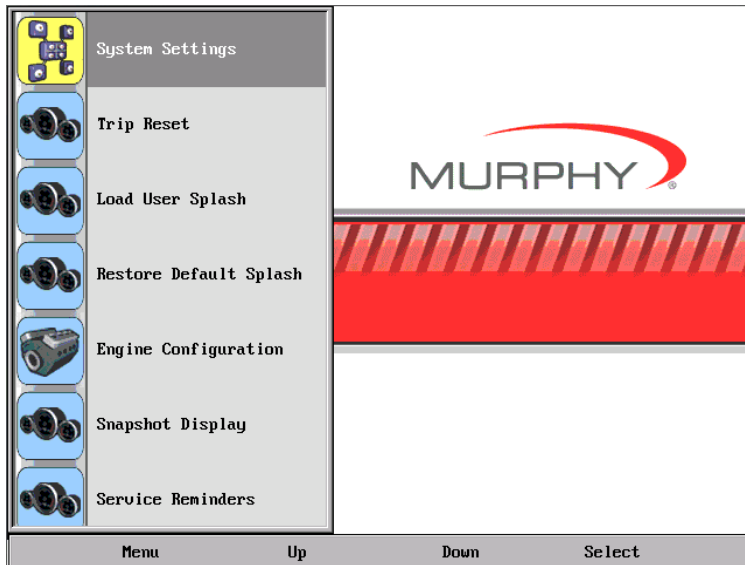 System Settings
Trip Reset
Load User Splash
Restore Default Splash
Engine Configuration
Snapshot Display
Service Reminders
MURPHY®
Menu Up Down Select